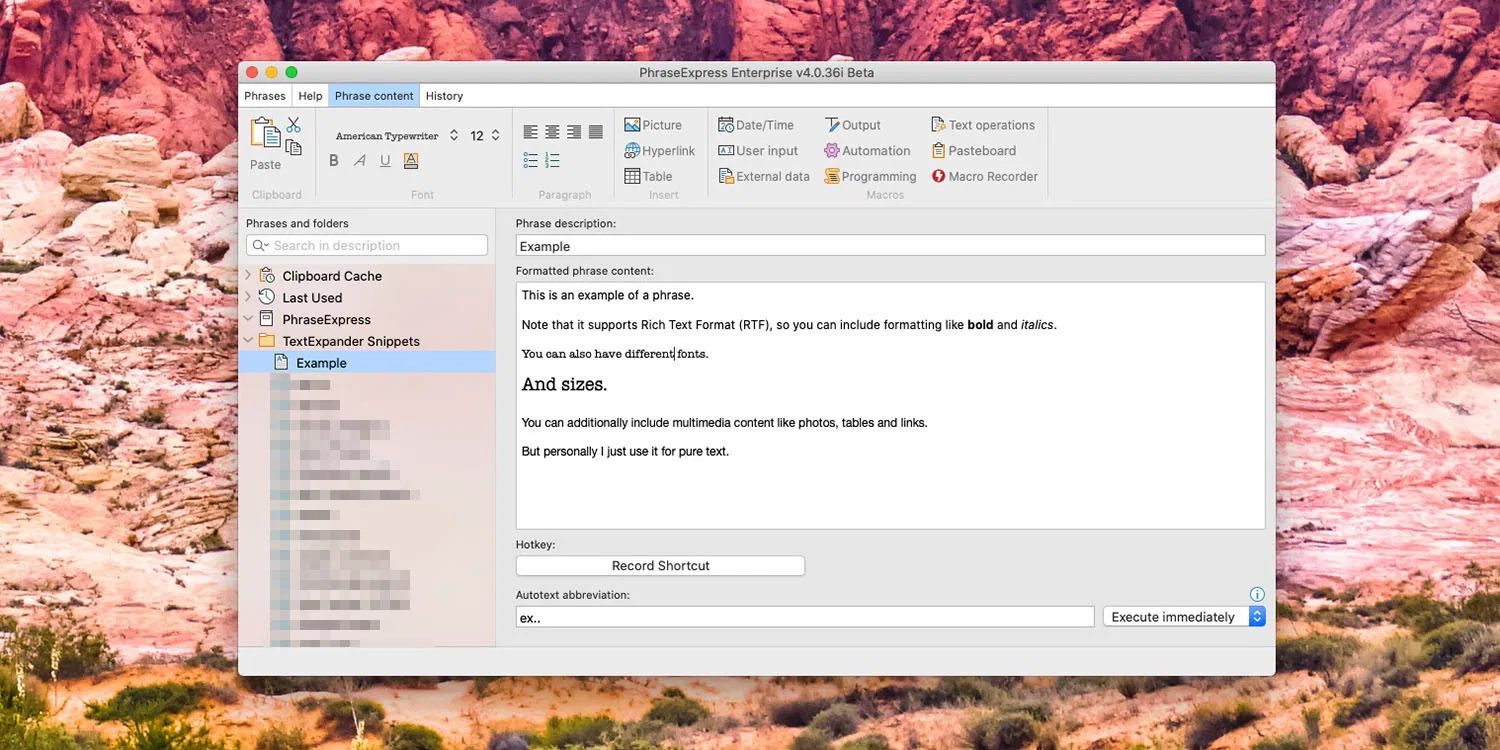 PhraseExpress Enterprise v4.0.36i Beta
Phrases Help Phrase content History
American Typewriter 12
Paste
B A U A
Clipboard Font Paragraph
Picture
Hyperlink
Table
Insert
Date/Time Output Text operations
User input Automation Pasteboard
External data Programming Macro Recorder
Macros
Phrases and folders
Search in description
Clipboard Cache
Last Used
PhraseExpress
TextExpander Snippets
Example
Phrase description:
Example
Formatted phrase content:
This is an example of a phrase.
Note that it supports Rich Text Format (RTF), so you can include formatting like bold and italics.
You can also have different fonts.
And sizes.
You can additionally include multimedia content like photos, tables and links.
But personally I just use it for pure text.
Hotkey:
Record Shortcut
Autotext abbreviation:
ex..
Execute immediately